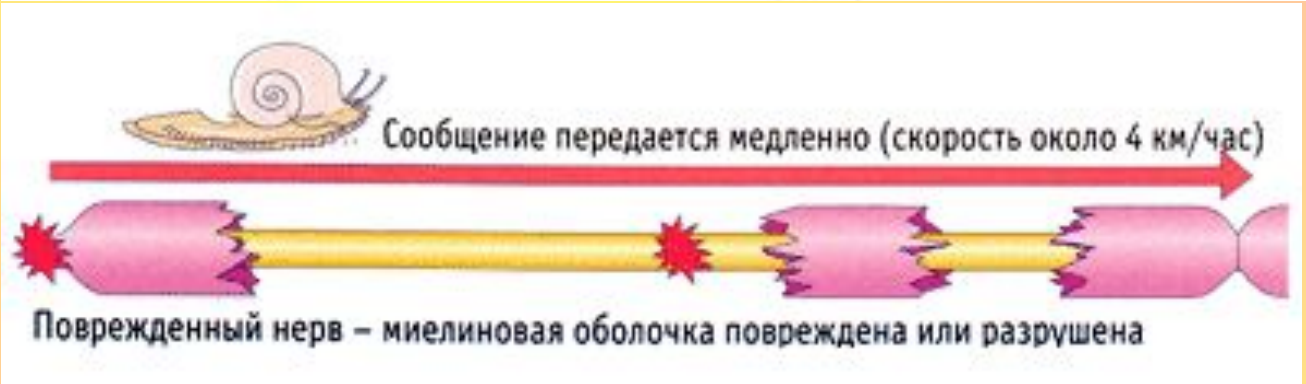 Сообщение передается медленно (скорость около 4 км/час)
Поврежденный нерв – миелиновая оболочка повреждена или разрушена